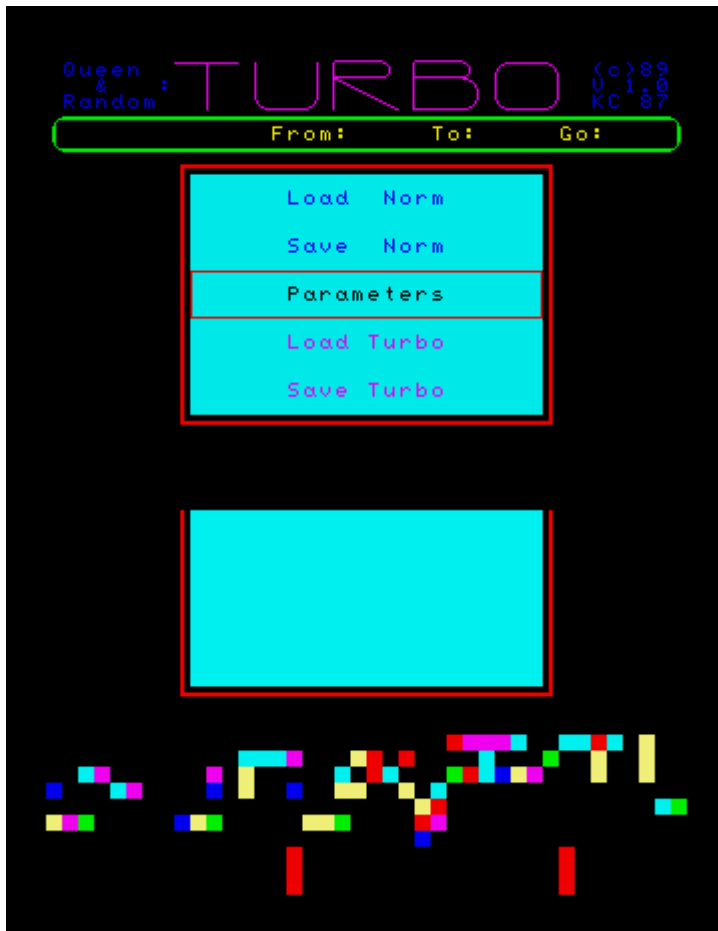 Queen
&
Random
:
TURBO
(c)89
V 1.0
KC 87
From: To: Go:
Load Norm
Save Norm
Parameters
Load Turbo
Save Turbo